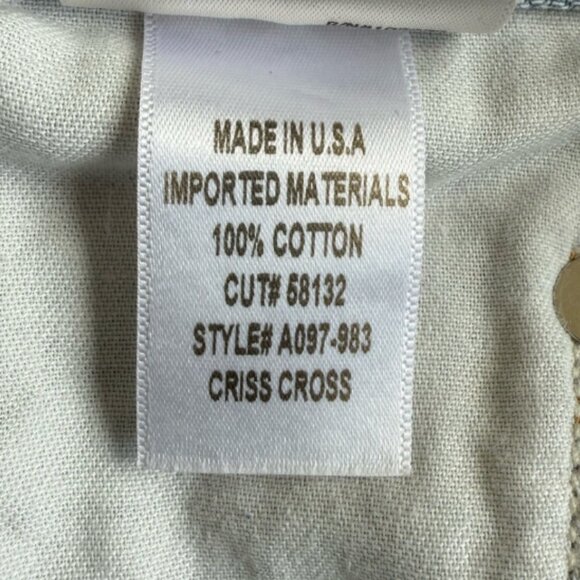 MADE IN U.S.A
IMPORTED MATERIALS
100% COTTON
CUT# 58132
STYLE# A097-983
CRISS CROSS